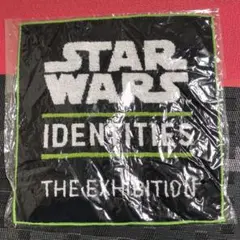 STAR
WARS
IDENTITIES
THE EXHIBITION